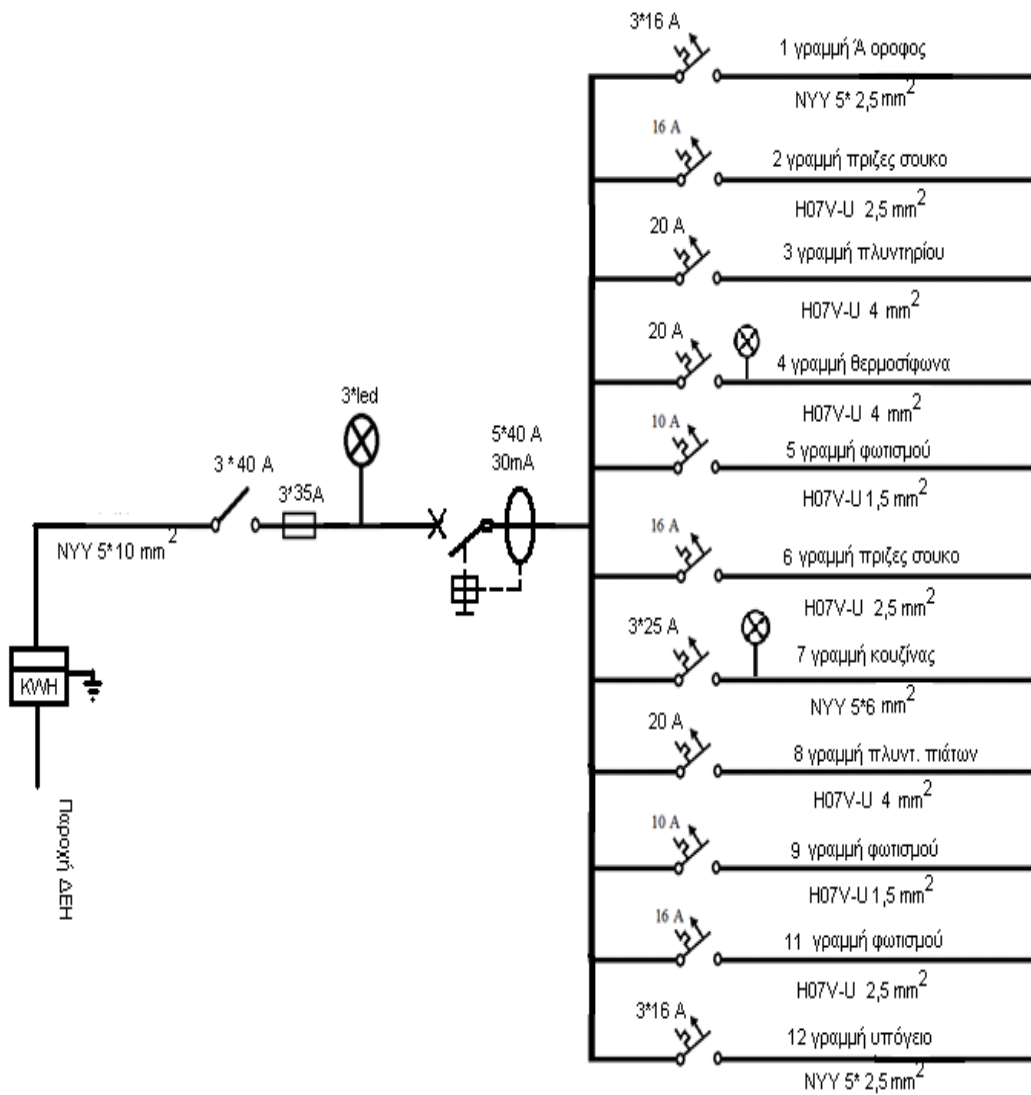 3*16 A
1 γραμμή Ά οροφος
NYY 5* 2,5 mm2
16 A
2 γραμμή πριζες σουκο
H07V-U 2,5 mm2
20 A
3 γραμμή πλυντηρίου
H07V-U 4 mm2
20 A
4 γραμμή θερμοσίφωνα
H07V-U 4 mm2
10 A
5 γραμμή φωτισμού
H07V-U 1,5 mm2
16 A
6 γραμμή πριζες σουκο
H07V-U 2,5 mm2
3*25 A
7 γραμμή κουζίνας
NYY 5*6 mm2
20 A
8 γραμμή πλυντ. πιάτων
H07V-U 4 mm2
10 A
9 γραμμή φωτισμού
H07V-U 1,5 mm2
16 A
11 γραμμή φωτισμού
H07V-U 2,5 mm2
3*16 A
12 γραμμή υπόγειο
NYY 5* 2,5 mm2
3*led
5*40 A
30mA
3 * 40 A
3*35A
NYY 5*10 mm2
KWH
Παροχή ΔΕΗ